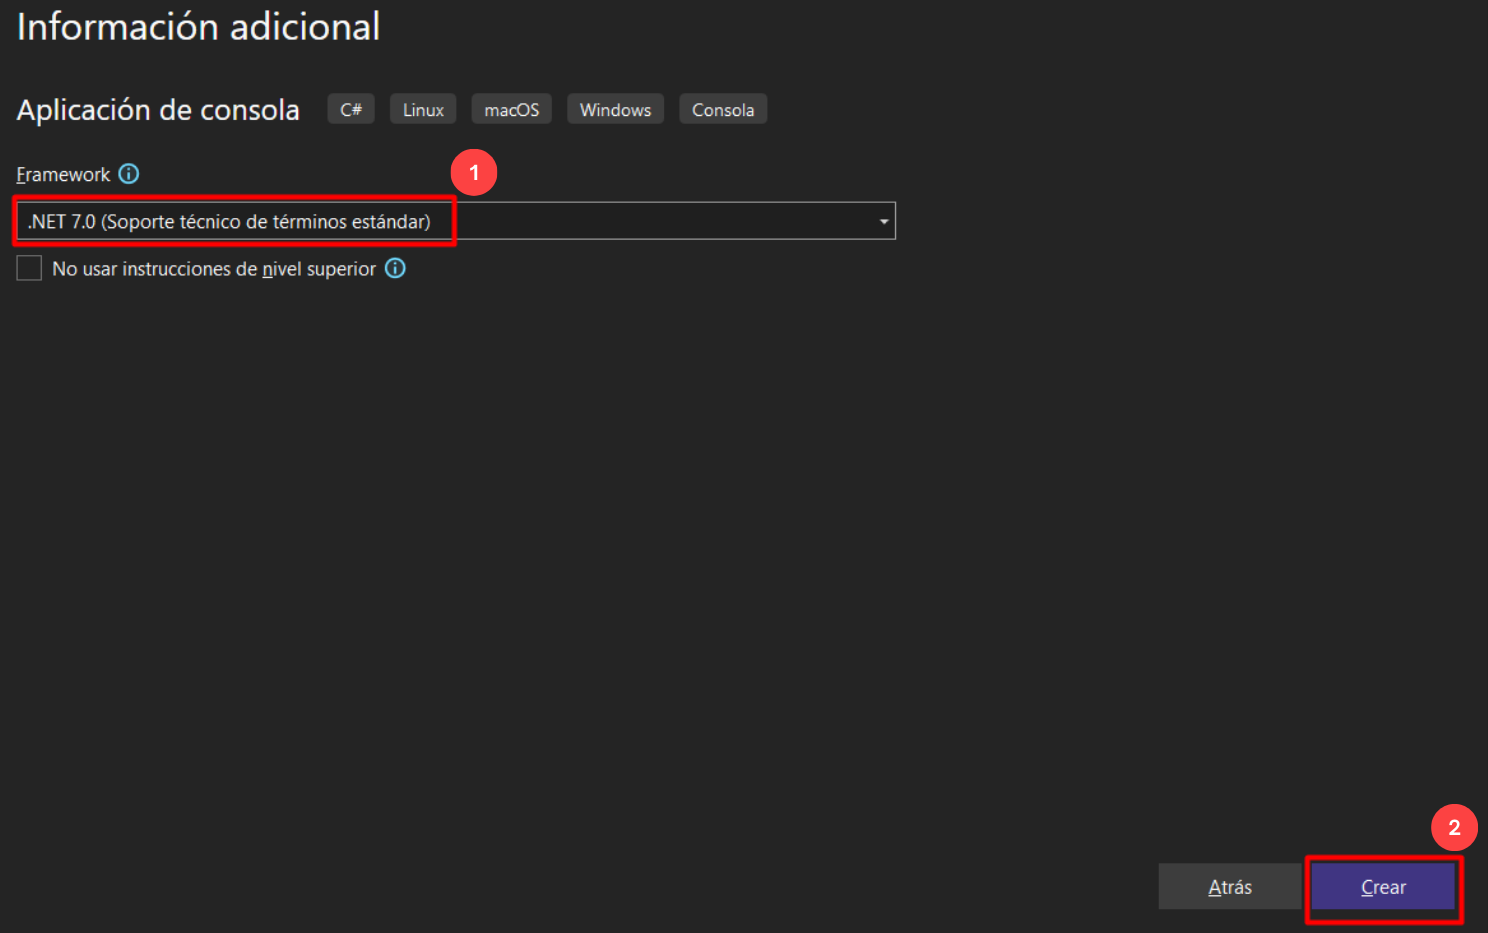 Información adicional
Aplicación de consola C# Linux macOS Windows Consola
Framework
1
.NET 7.0 (Soporte técnico de términos estándar)
No usar instrucciones de nivel superior
2
Atrás Crear